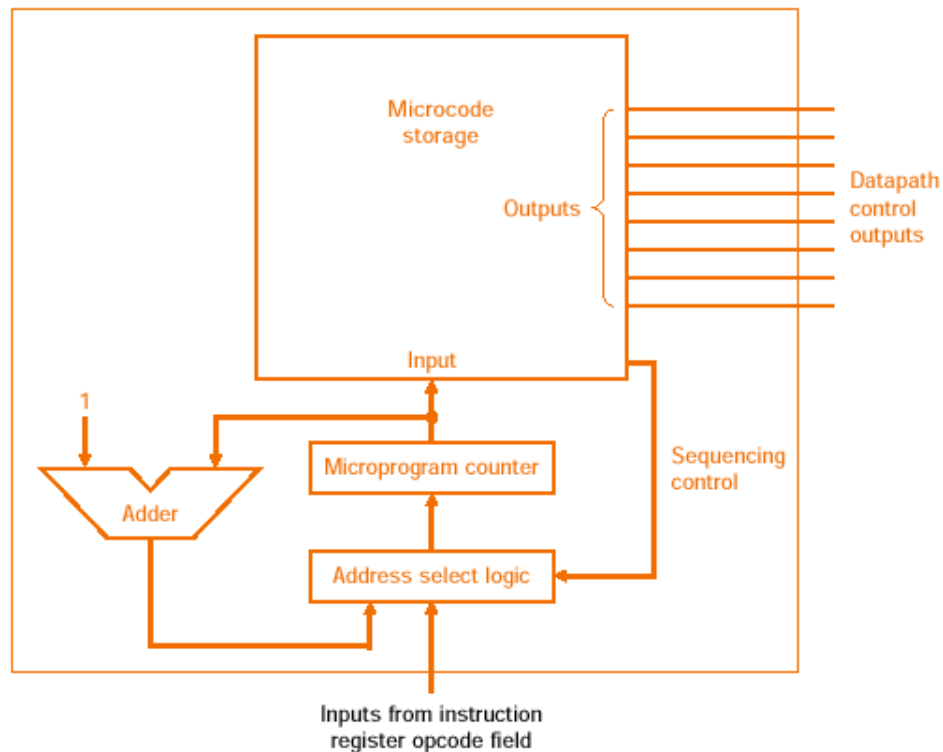 Microcode
storage
Outputs
Datapath
control
outputs
Input
1
Microprogram counter
Sequencing
control
Adder
Address select logic
Inputs from instruction
register opcode field